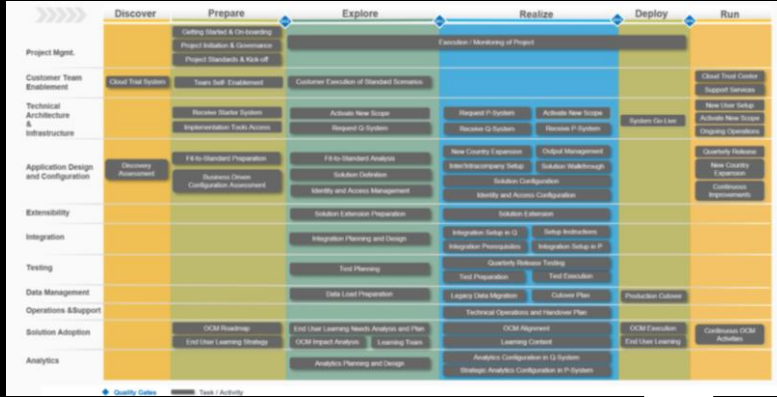 Discover Prepare Explore Realize Deploy Run
Project Mgmt.
Getting Started & On-boarding
Project Initiation & Governance
Project Standards & Kick-off
Execution / Monitoring of Project
Customer Team
Enablement
Cloud Trial System
Team Self- Enablement
Customer Execution of Standard Scenarios
Cloud Trust Center
Support Services
Technical
Architecture
&
Infrastructure
Receive Starter System
Implementation Tools Access
Activate New Scope
Request Q-System
Request P-System
Activate New Scope
Receive Q-System
Receive P-System
System Go-Live
New User Setup
Activate New Scope
Ongoing Operations
Application Design
and Configuration
Discovery
Assessment
Fit-to-Standard Preparation
Business Driven
Configuration Assessment
Fit-to-Standard Analysis
Solution Definition
Identity and Access Management
New Country Expansion
Output Management
Inter/Intracompany Setup
Solution Walkthrough
Solution Configuration
Identity and Access Configuration
Quarterly Release
New Country
Expansion
Continuous
Improvements
Extensibility
Solution Extension Preparation
Solution Extension
Integration
Integration Planning and Design
Integration Setup in Q
Setup Instructions
Integration Prerequisites
Integration Setup in P
Testing
Test Planning
Quarterly Release Testing
Test Preparation
Test Execution
Data Management
Data Load Preparation
Legacy Data Migration
Cutover Plan
Production Cutover
Operations &Support
Technical Operations and Handover Plan
Solution Adoption
OCM Roadmap
End User Learning Strategy
End User Learning Needs Analysis and Plan
OCM Impact Analysis
Learning Team
OCM Alignment
Learning Content
OCM Execution
End User Learning
Continuous OCM
Activities
Analytics
Analytics Planning and Design
Analytics Configuration in Q-System
Strategic Analytics Configuration in P-System
Quality Gates
Task / Activity